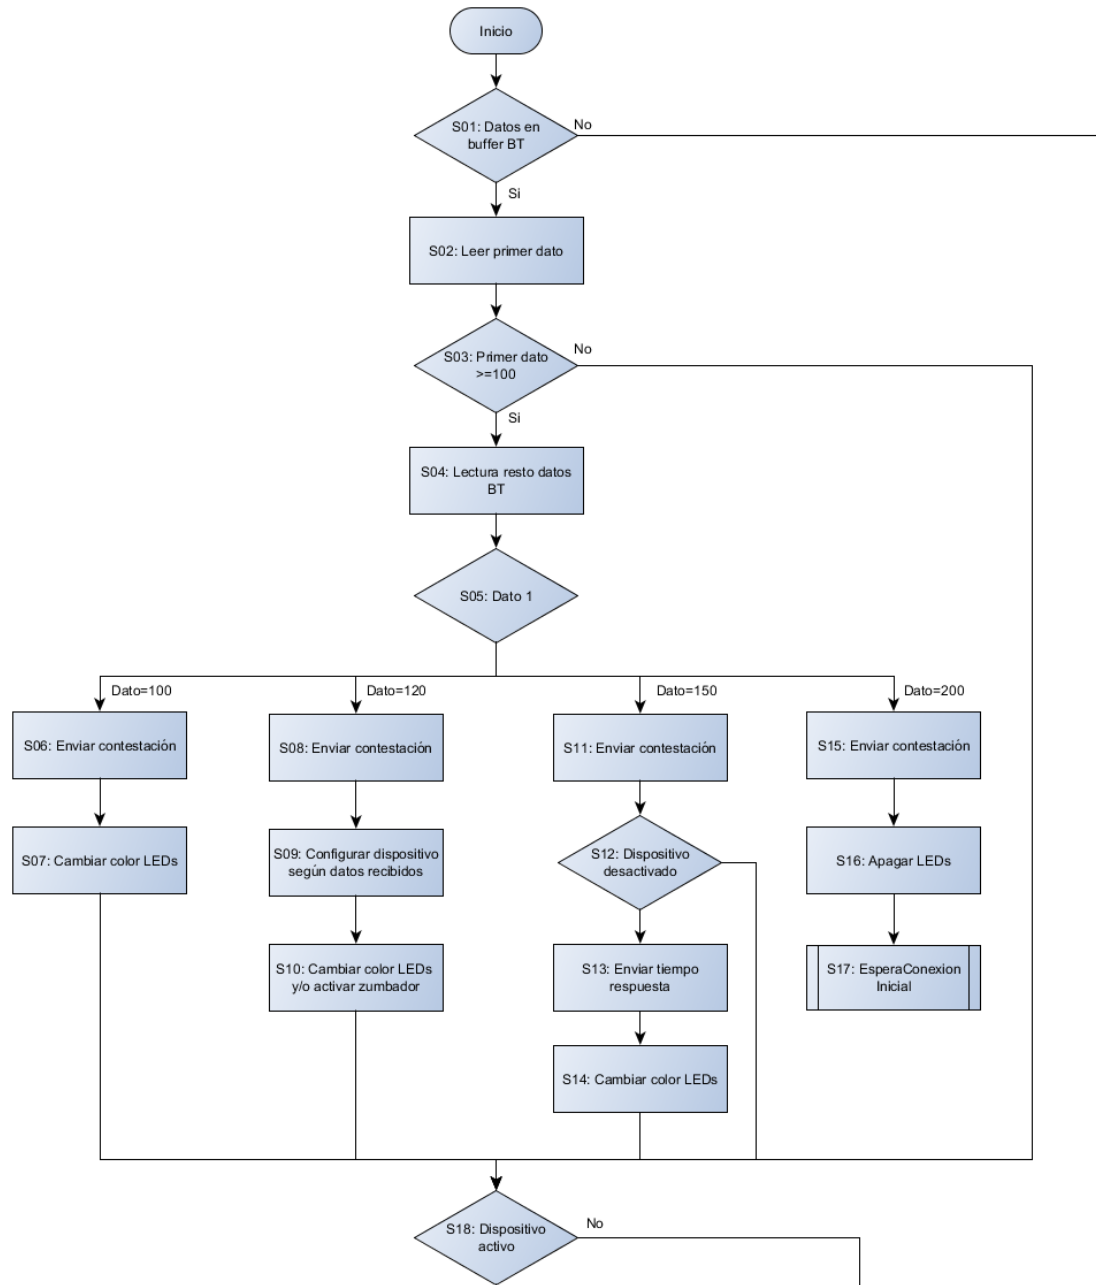 Inicio
S01: Datos en
buffer BT
No
Si
S02: Leer primer dato
S03: Primer dato
>=100
No
Si
S04: Lectura resto datos
BT
S05: Dato 1
Dato=100
Dato=120
Dato=150
Dato=200
S06: Enviar contestación
S08: Enviar contestación
S11: Enviar contestación
S15: Enviar contestación
S07: Cambiar color LEDs
S09: Configurar dispositivo
según datos recibidos
S12: Dispositivo
desactivado
S16: Apagar LEDs
S10: Cambiar color LEDs
y/o activar zumbador
S13: Enviar tiempo
respuesta
S17: EsperaConexion
Inicial
S14: Cambiar color LEDs
S18: Dispositivo
activo
No